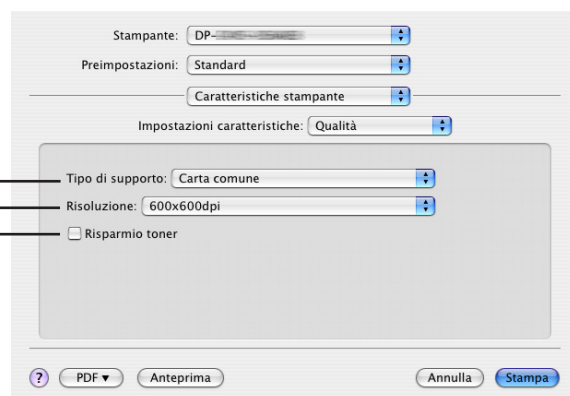 Stampante: DP-
Preimpostazioni: Standard
Caratteristiche stampante
Impostazioni caratteristiche: Qualità
Tipo di supporto: Carta comune
Risoluzione: 600x600dpi
Risparmio toner
? PDF▼ Anteprima Annulla Stampa